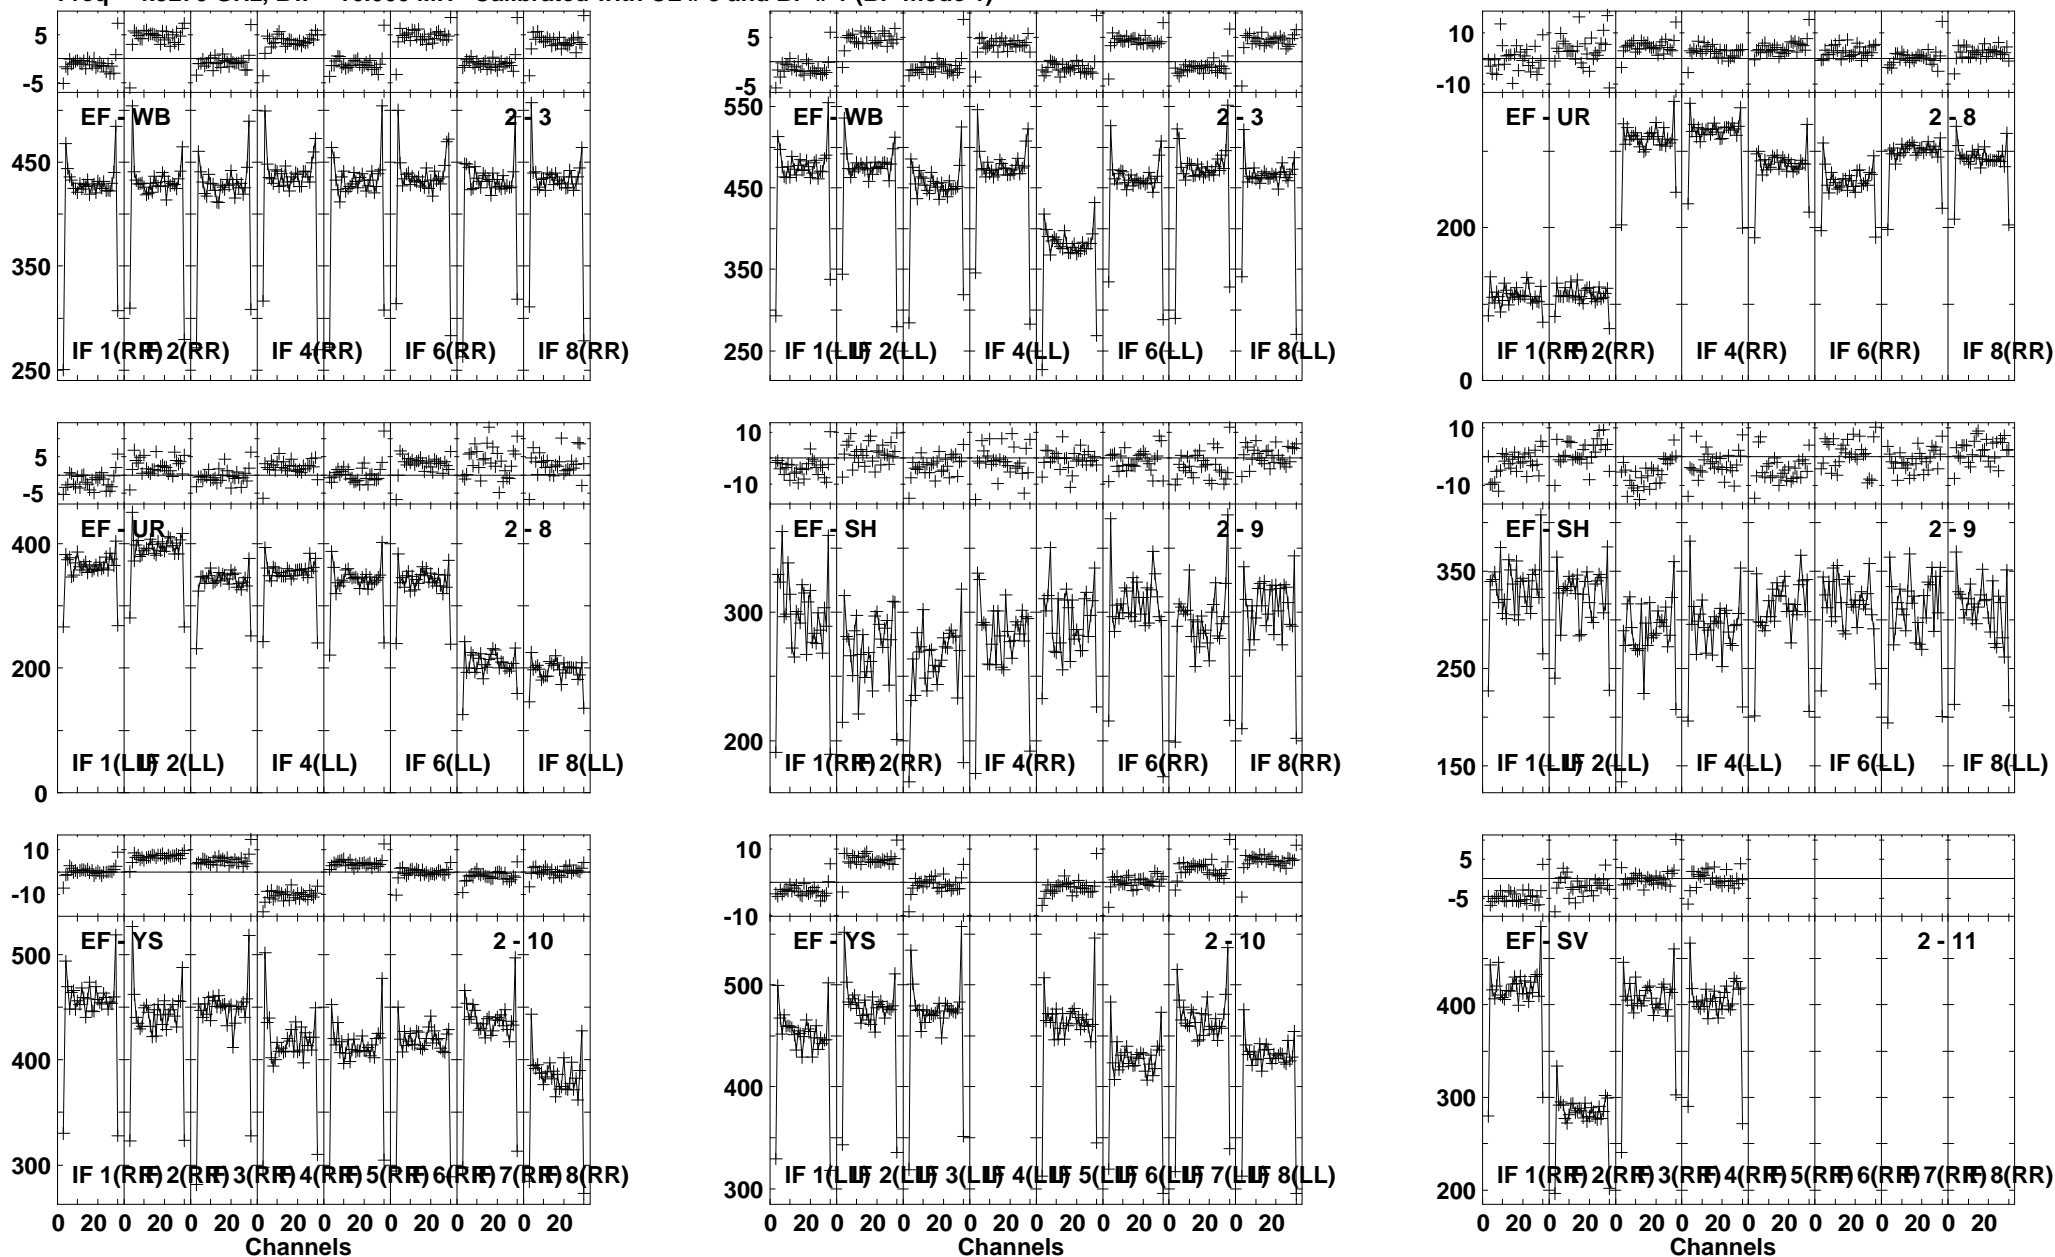 5 5 10
-5 -5 -10
EF - WB 2 - 3 EF - WB 2 - 3 EF - UR 2 - 8
450 350 250
550 450 350 250
200 0
IF 1(RR) IF 2(RR) IF 4(RR) IF 6(RR) IF 8(RR) IF 1(LL) IF 2(LL) IF 4(LL) IF 6(LL) IF 8(LL) IF 1(RR) IF 2(RR) IF 4(RR) IF 6(RR) IF 8(RR)
5 10 10
-5 -10 -10
EF - UR 2 - 8 EF - SH 2 - 9 EF - SH 2 - 9
400 200 0
300 200
350 250 150
IF 1(LL) IF 2(LL) IF 4(LL) IF 6(LL) IF 8(LL) IF 1(RR) IF 2(RR) IF 4(RR) IF 6(RR) IF 8(RR) IF 1(LL) IF 2(LL) IF 4(LL) IF 6(LL) IF 8(LL)
10 10 5
-10 -10 -5
EF - YS 2 - 10 EF - YS 2 - 10 EF - SV 2 - 11
500 400 300
500 400 300
400 300 200
IF 1(RR) IF 2(RR) IF 3(RR) IF 4(RR) IF 5(RR) IF 6(RR) IF 7(RR) IF 8(RR) IF 1(LL) IF 2(LL) IF 3(LL) IF 4(LL) IF 5(LL) IF 6(LL) IF 7(LL) IF 8(LL) IF 1(RR) IF 2(RR) IF 3(RR) IF 4(RR) IF 5(RR) IF 6(RR) IF 7(RR) IF 8(RR)
0 20 0 20 0 20 0 20 0 20 0 20 0 20 0 20 0 20 0 20 0 20 0 20 0 20 0 20 0 20 0 20 0 20 0 20 0 20 0 20 0 20 0 20 0 20 0 20
Channels Channels Channels